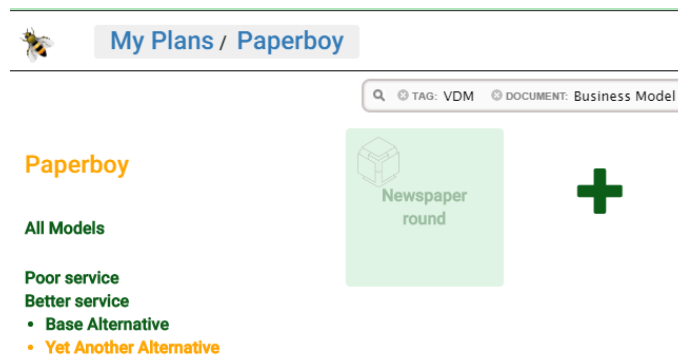 My Plans / Paperboy
TAG: VDM DOCUMENT: Business Model
Paperboy
Newspaper
round
All Models
Poor service
Better service
• Base Alternative
• Yet Another Alternative